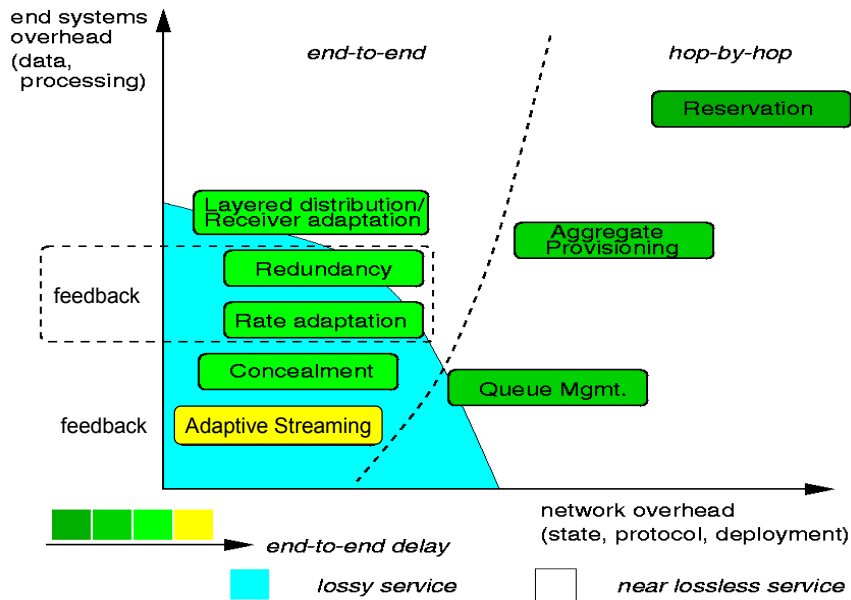 end systems
overhead
(data,
processing)
end-to-end
hop-by-hop
Reservation
Layered distribution/
Receiver adaptation
Aggregate
Provisioning
Redundancy
feedback
Rate adaptation
Concealment
Queue Mgmt.
feedback
Adaptive Streaming
network overhead
(state, protocol, deployment)
end-to-end delay
lossy service
near lossless service